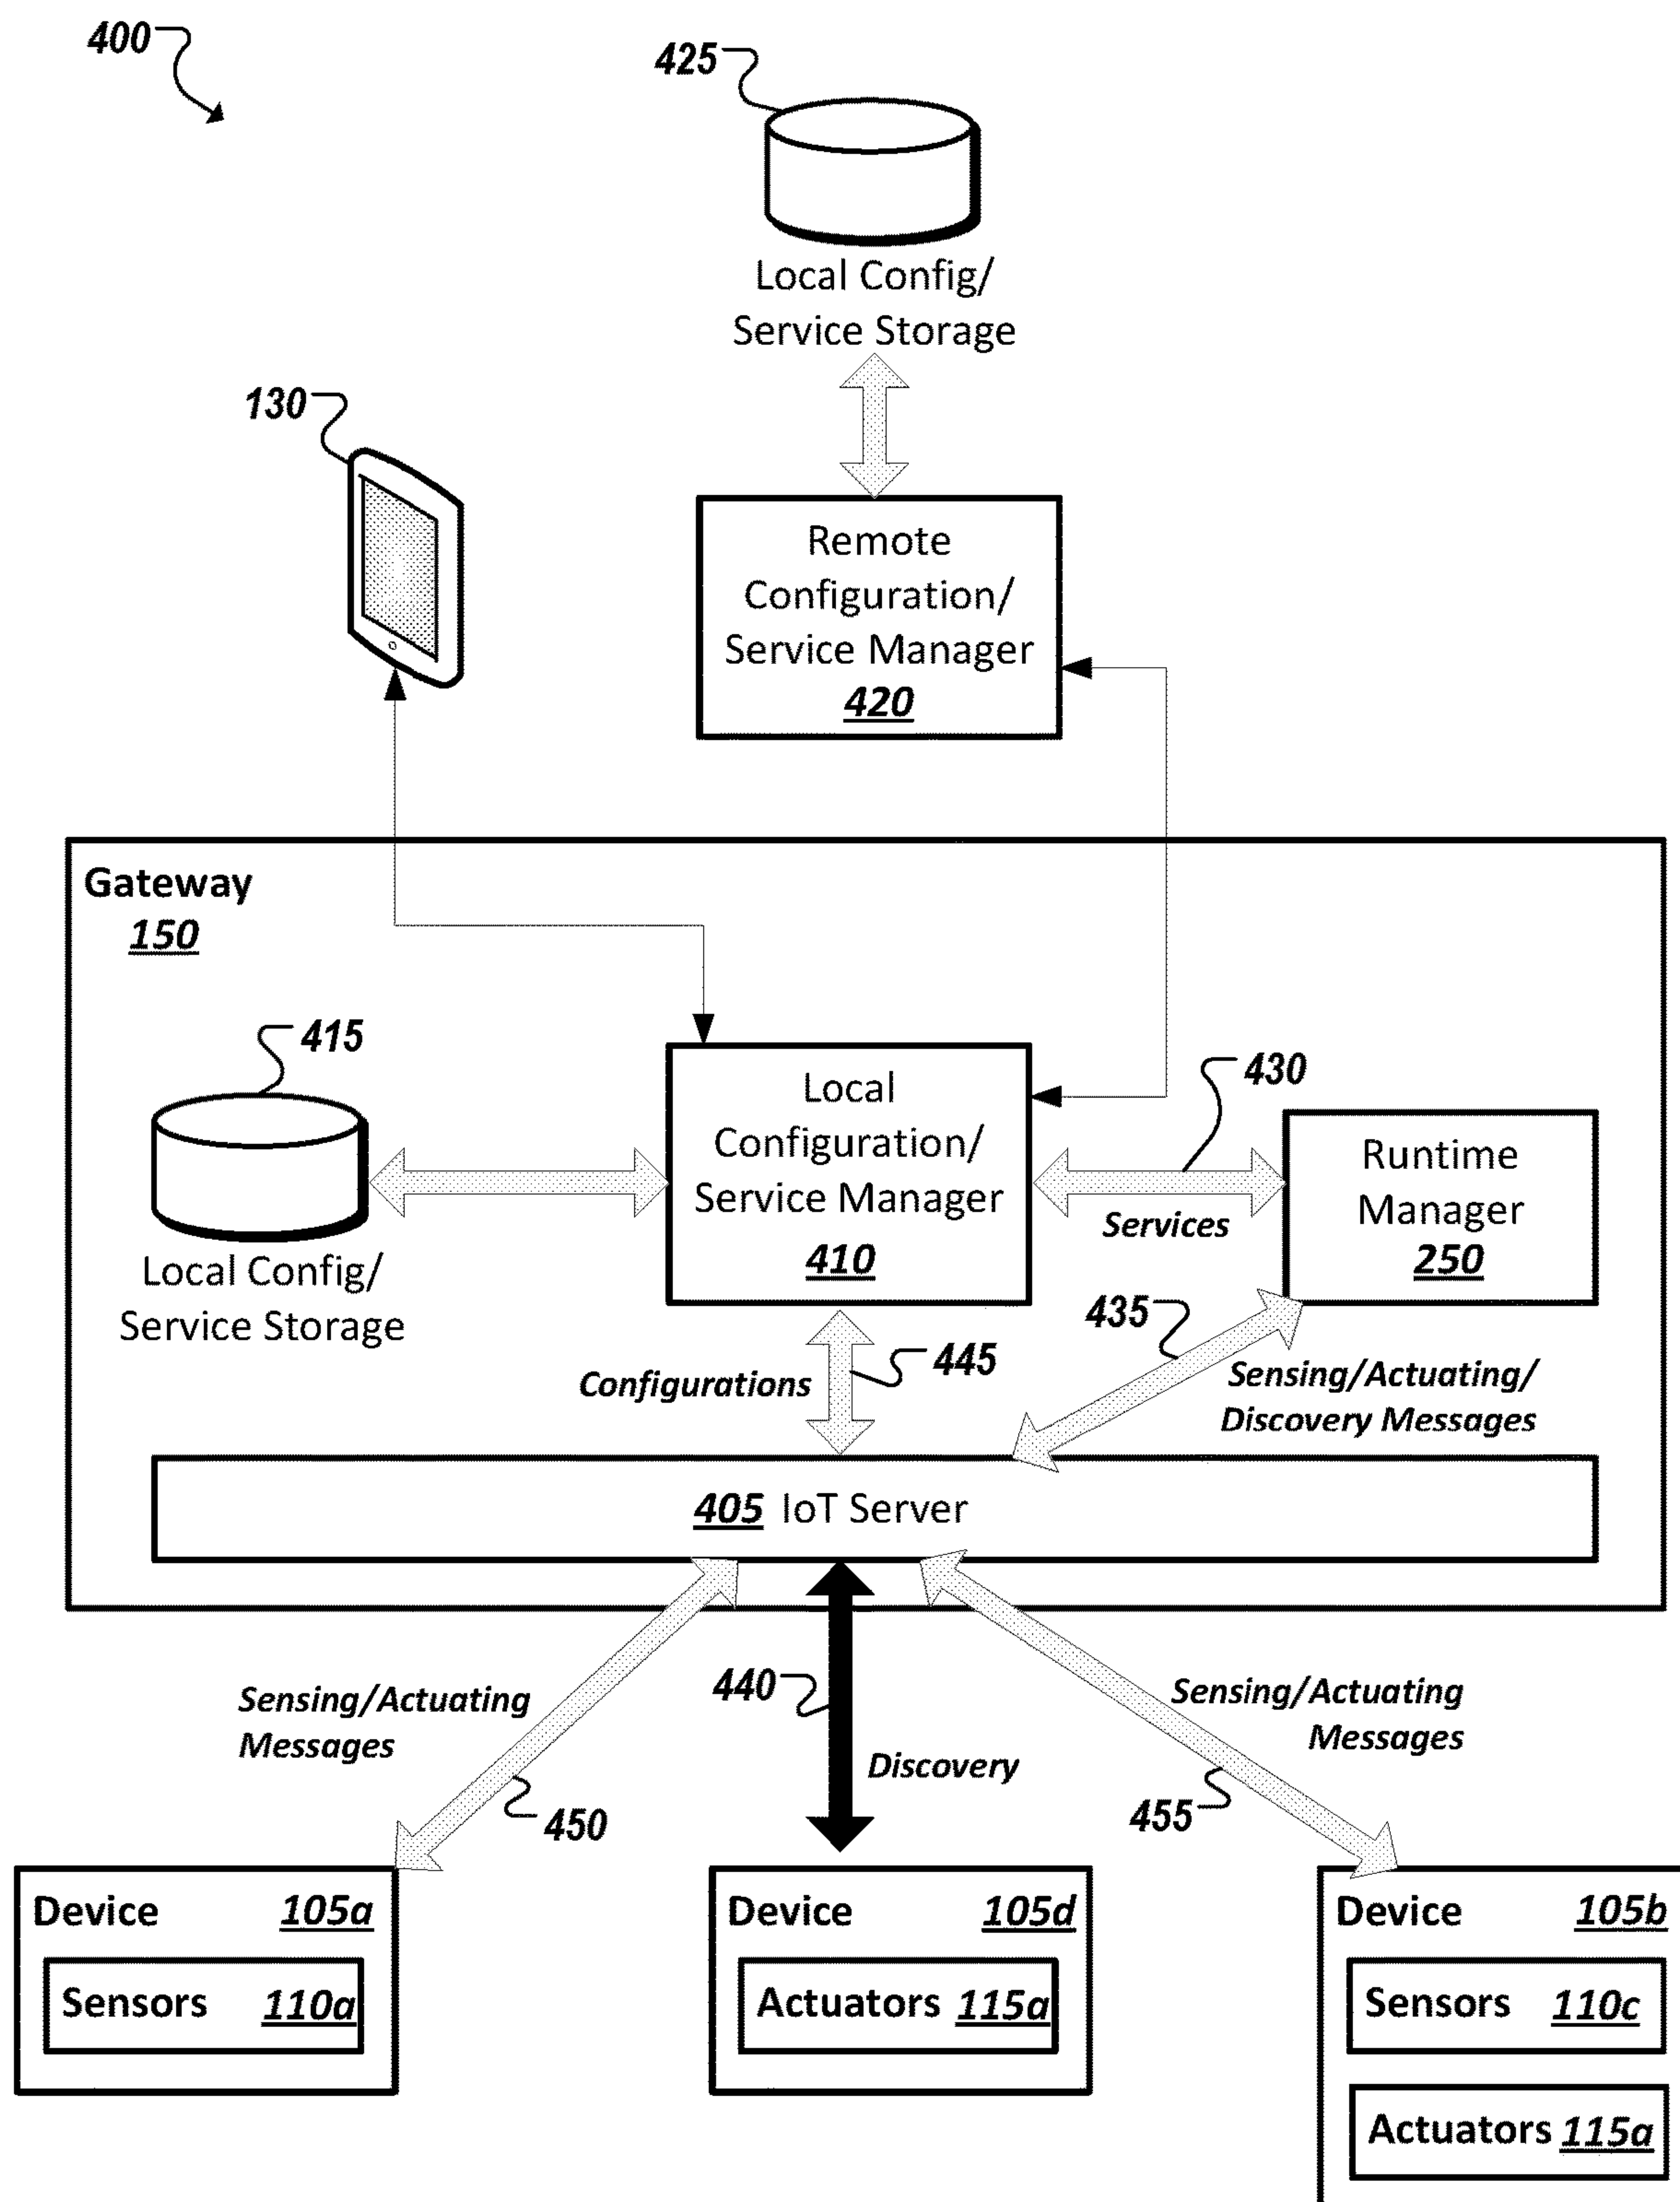 400
425
Local Config/
Service Storage
130
Remote
Configuration/
Service Manager
420
Gateway
150
415
Local Config/
Service Storage
Local
Configuration/
Service Manager
410
430
Services
Runtime
Manager
250
435
Sensing/Actuating/
Discovery Messages
Configurations
445
405 IoT Server
Sensing/Actuating
Messages
450
440
Discovery
Sensing/Actuating
Messages
455
Device 105a
Sensors 110a
Device 105d
Actuators 115a
Device 105b
Sensors 110c
Actuators 115a